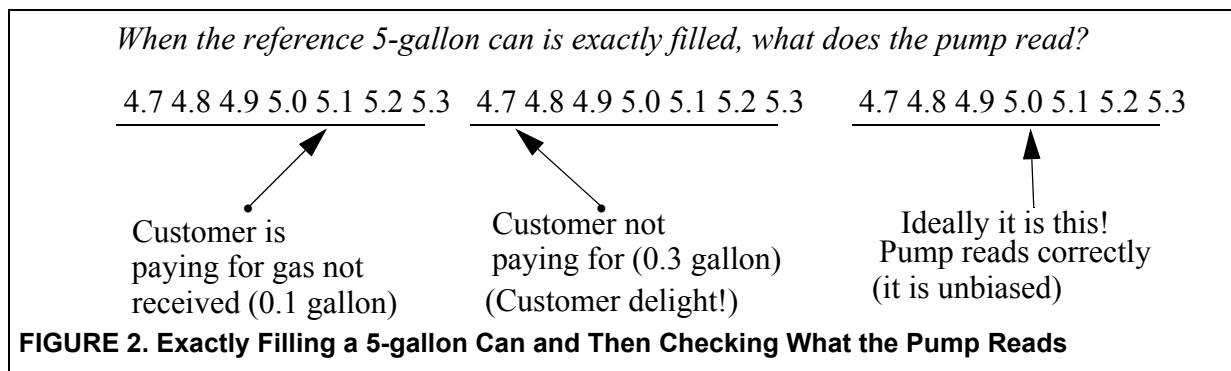 When the reference 5-gallon can is exactly filled, what does the pump read?
4.7 4.8 4.9 5.0 5.1 5.2 5.3
4.7 4.8 4.9 5.0 5.1 5.2 5.3
4.7 4.8 4.9 5.0 5.1 5.2 5.3
Customer is
paying for gas not
received (0.1 gallon)
Customer not
paying for (0.3 gallon)
(Customer delight!)
Ideally it is this!
Pump reads correctly
(it is unbiased)
FIGURE 2. Exactly Filling a 5-gallon Can and Then Checking What the Pump Reads